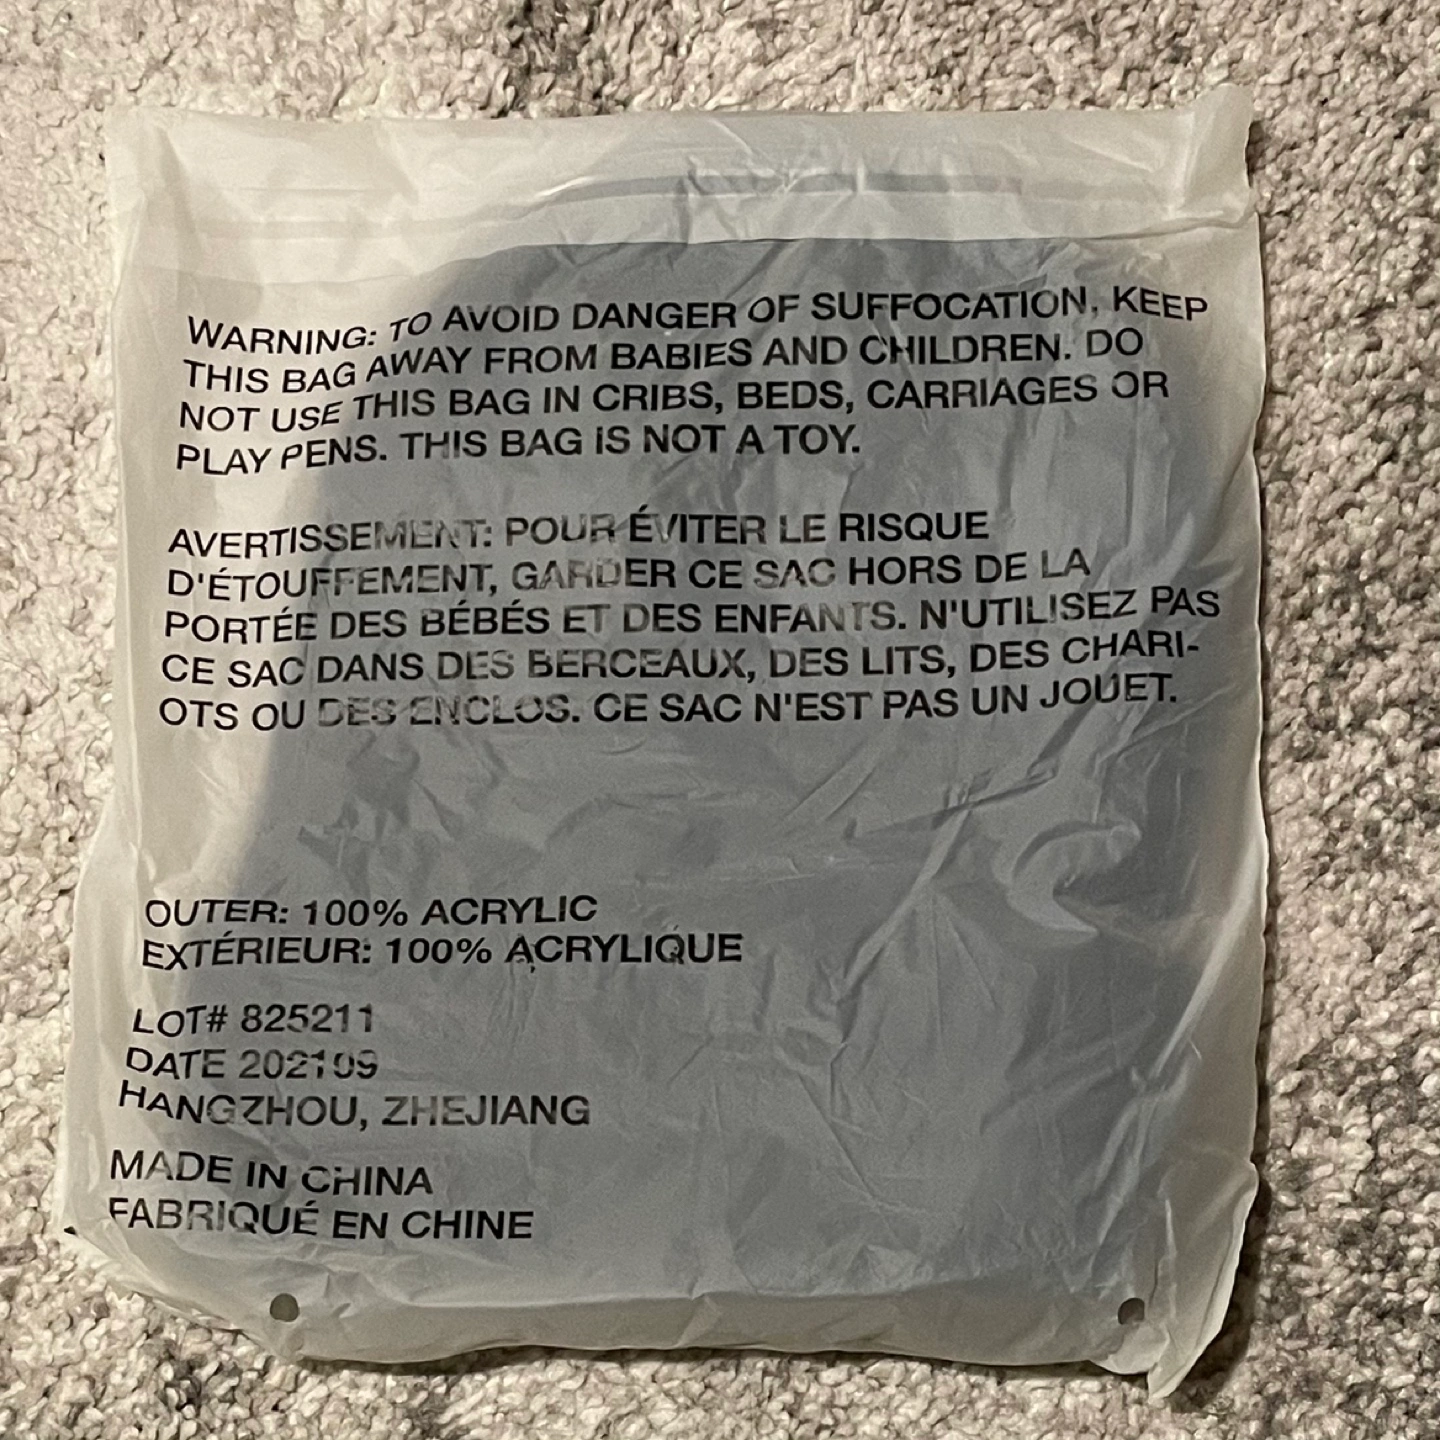 WARNING: TO AVOID DANGER OF SUFFOCATION, KEEP
THIS BAG AWAY FROM BABIES AND CHILDREN. DO
NOT USE THIS BAG IN CRIBS, BEDS, CARRIAGES OR
PLAY PENS. THIS BAG IS NOT A TOY.
AVERTISSEMENT: POUR ÉVITER LE RISQUE
D'ÉTOUFFEMENT, GARDER CE SAC HORS DE LA
PORTÉE DES BÉBÉS ET DES ENFANTS. N'UTILISEZ PAS
CE SAC DANS DES BERCEAUX, DES LITS, DES CHARI-
OTS OU DES ENCLOS. CE SAC N'EST PAS UN JOUET.
OUTER: 100% ACRYLIC
EXTÉRIEUR: 100% ACRYLIQUE
LOT# 825211
DATE 202109
HANGZHOU, ZHEJIANG
MADE IN CHINA
FABRIQUÉ EN CHINE